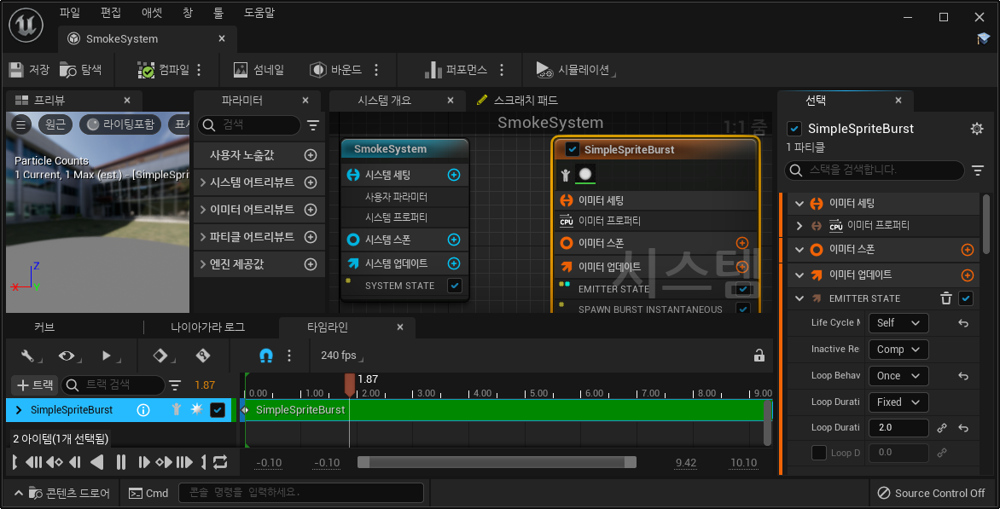 파일 편집 애셋 창 툴 도움말
SmokeSystem
저장 탐색 컴파일 섬네일 바운드 퍼포먼스 시뮬레이션
프리뷰
원근 라이팅포함 표시
Particle Counts
1 Current, 1 Max (est.) - [SimpleSprit
Z
X
파라미터
검색
사용자 노출값
시스템 어트리뷰트
이미터 어트리뷰트
파티클 어트리뷰트
엔진 제공값
시스템 개요 스크래치 패드
SmokeSystem
1:1 줌
SmokeSystem
시스템 세팅
사용자 파라미터
시스템 프로퍼티
시스템 스폰
시스템 업데이트
SYSTEM STATE
SimpleSpriteBurst
이미터 세팅
CPU 이미터 프로퍼티
이미터 스폰
이미터 업데이트
EMITTER STATE
SPAWN BURST INSTANTANEOUS
시스템
선택
SimpleSpriteBurst
1 파티클
스택을 검색합니다.
이미터 세팅
CPU 이미터 프로퍼티
이미터 스폰
이미터 업데이트
EMITTER STATE
Life Cycle M Self
Inactive Re Comp
Loop Behav Once
Loop Durati Fixed
Loop Durati 2.0
Loop D 0.0
커브 나이아가라 로그 타임라인
240 fps
트랙 트랙 검색 1.87
1.87
0.00 1.00 2.00 3.00 4.00 5.00 6.00 7.00 8.00 9.00
SimpleSpriteBurst
SimpleSpriteBurst
2 아이템(1개 선택됨)
-0.10 -0.10 9.42 10.10
콘텐츠 드로어 Cmd 콘솔 명령을 입력하세요. Source Control Off